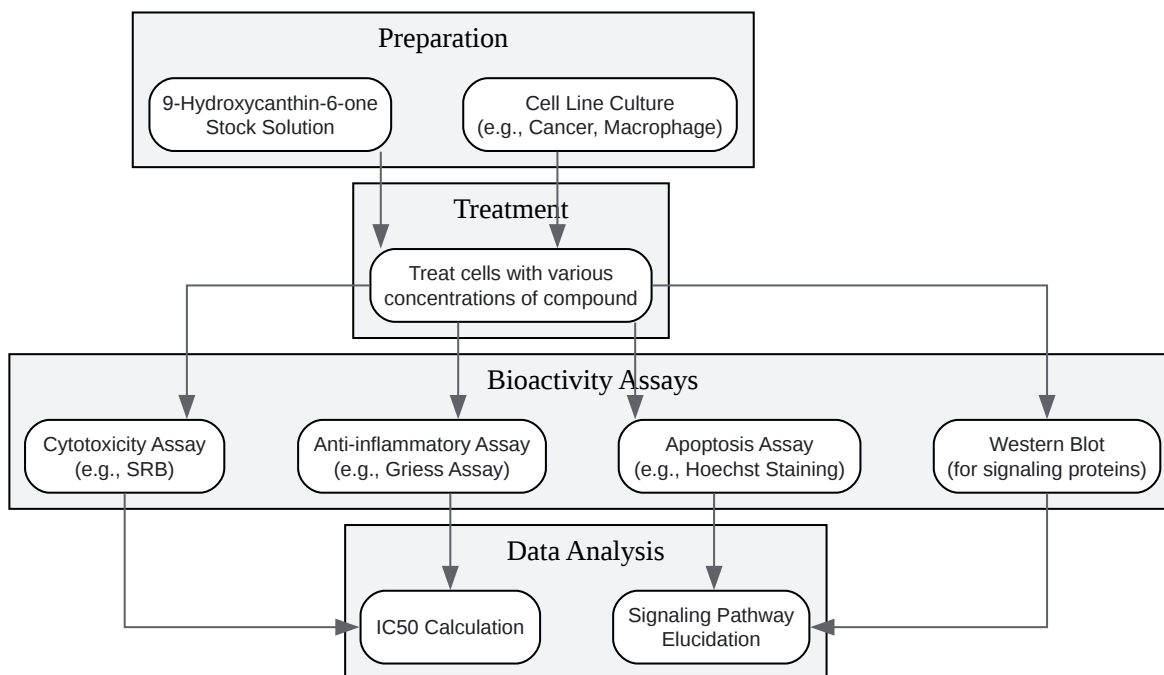 Preparation
9-Hydroxycanthin-6-one
Stock Solution
Cell Line Culture
(e.g., Cancer, Macrophage)
Treatment
Treat cells with various
concentrations of compound
Bioactivity Assays
Cytotoxicity Assay
(e.g., SRB)
Anti-inflammatory Assay
(e.g., Griess Assay)
Apoptosis Assay
(e.g., Hoechst Staining)
Western Blot
(for signaling proteins)
Data Analysis
IC50 Calculation
Signaling Pathway
Elucidation